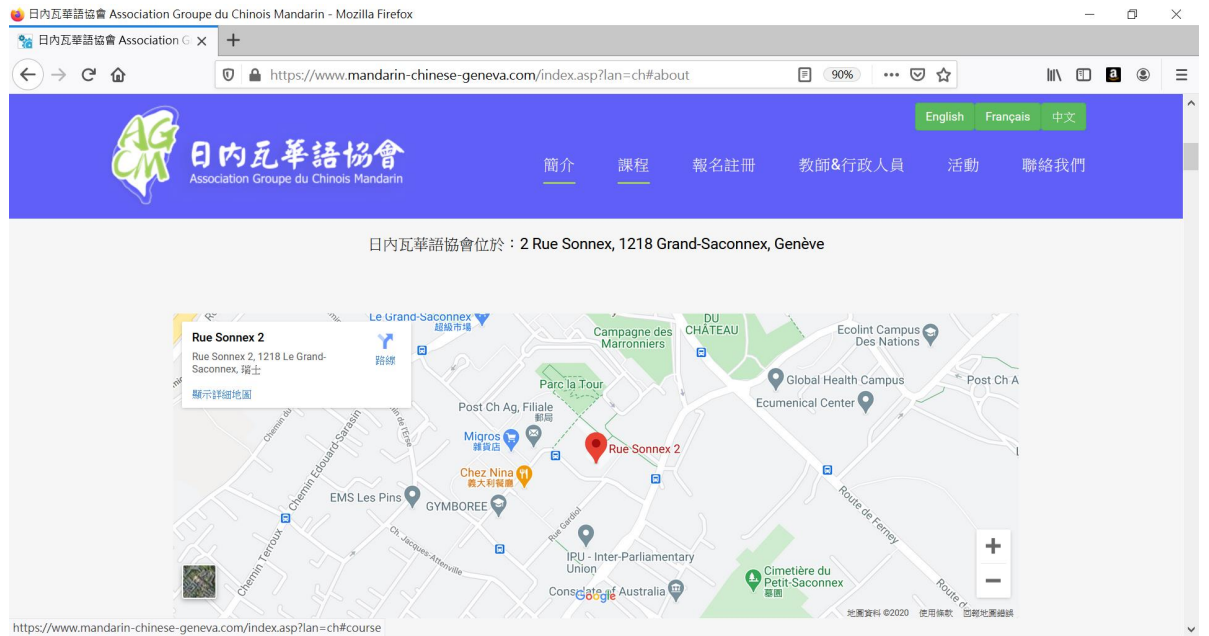 日內瓦華語協會 Association Groupe du Chinois Mandarin - Mozilla Firefox
日內瓦華語協會 Association G
https://www.mandarin-chinese-geneva.com/index.asp?lan=ch#about
90%
English Français 中文
AGCM
日內瓦華語協會
Association Groupe du Chinois Mandarin
簡介 課程 報名註冊 教師&行政人員 活動 聯絡我們
日內瓦華語協會位於：2 Rue Sonnex, 1218 Grand-Saconnex, Genève
Rue Sonnex 2
Rue Sonnex 2, 1218 Le Grand-
Saconnex, 瑞士
顯示詳細地圖
路線
Le Grand-Saconnex
超級市場
Campagne des
Marronniers
DU
CHÂTEAU
Ecolint Campus
Des Nations
Parc la Tour
Global Health Campus
Post Ch A
Ecumenical Center
Post Ch Ag, Filiale
郵局
Migros
雜貨店
Rue Sonnex 2
Chez Nina
義大利餐廳
EMS Les Pins
GYMBOREE
Chemin Edouard-Sarasin
Chemin Terroux
Ch. Jacques-Attenville
Rue Gardiol
Route de Ferney
IPU - Inter-Parliamentary
Union
Consulate of Australia
Cimetière du
Petit-Saconnex
墓園
Google
Route de
地圖資料 ©2020 使用條款 回報地圖錯誤
https://www.mandarin-chinese-geneva.com/index.asp?lan=ch#course